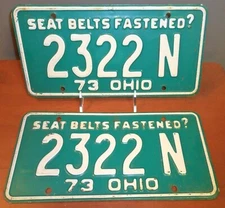 SEAT BELTS FASTENED?
2322 N
73 OHIO
SEAT BELTS FASTENED?
2322 N
73 OHIO